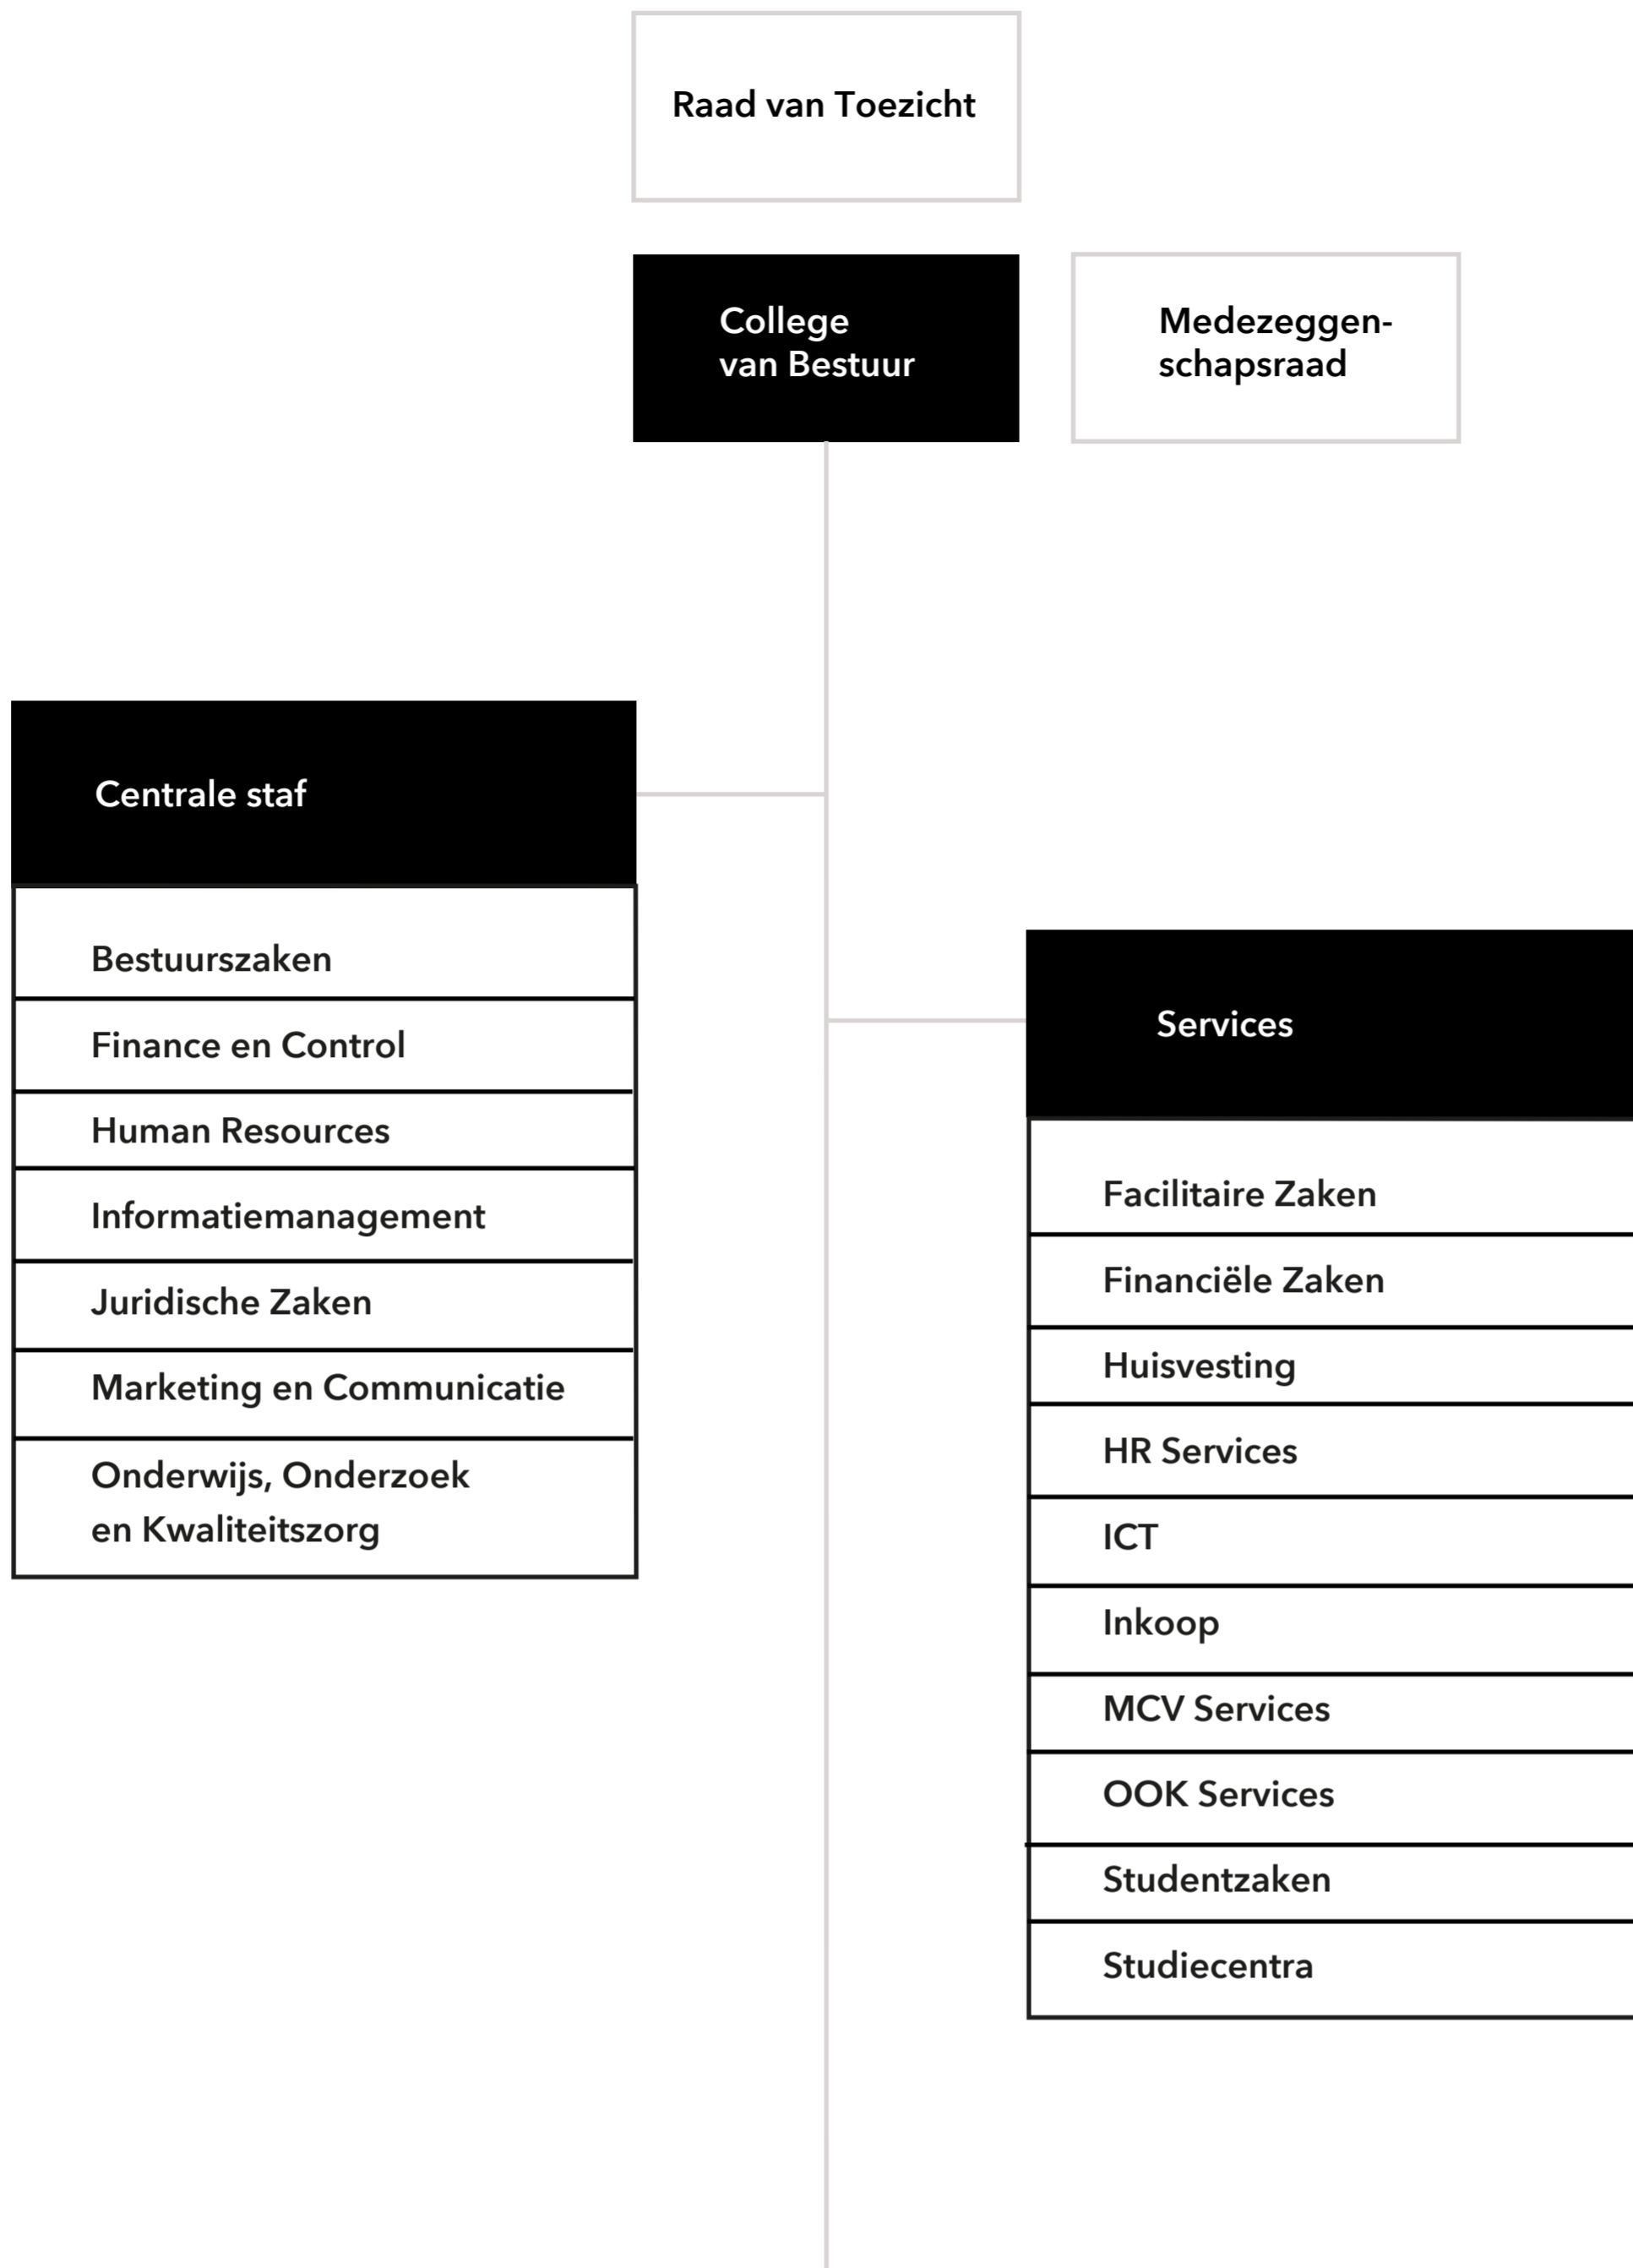 Raad van Toezicht
College
van Bestuur
Medezeggen-
schapsraad
Centrale staf
Bestuurszaken
Finance en Control
Human Resources
Informatiemanagement
Juridische Zaken
Marketing en Communicatie
Onderwijs, Onderzoek
en Kwaliteitszorg
Services
Facilitaire Zaken
Financiële Zaken
Huisvesting
HR Services
ICT
Inkoop
MCV Services
OOK Services
Studentzaken
Studiecentra